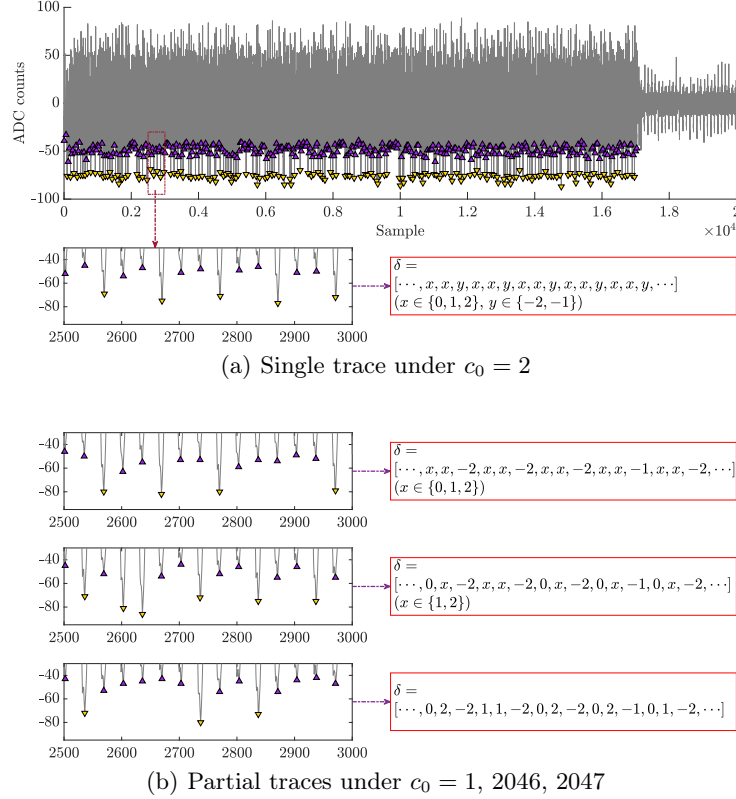 100
50
0
-50
-100
ADC counts
0 0.2 0.4 0.6 0.8 1.0 1.2 1.4 1.6 1.8 2.0
Sample ×10⁴
-40
-60
-80
2500 2600 2700 2800 2900 3000
δ =
[⋯, x, x, y, x, x, y, x, x, y, x, x, y, x, x, y, ⋯]
(x ∈ {0, 1, 2}, y ∈ {−2, −1})
(a) Single trace under c₀ = 2
-40
-60
-80
2500 2600 2700 2800 2900 3000
δ =
[⋯, x, x, −2, x, x, −2, x, x, −2, x, x, −1, x, x, −2, ⋯]
(x ∈ {0, 1, 2})
-40
-60
-80
2500 2600 2700 2800 2900 3000
δ =
[⋯, 0, x, −2, x, x, −2, 0, x, −2, 0, x, −1, 0, x, −2, ⋯]
(x ∈ {1, 2})
-40
-60
-80
2500 2600 2700 2800 2900 3000
δ =
[⋯, 0, 2, −2, 1, 1, −2, 0, 2, −2, 0, 2, −1, 0, 1, −2, ⋯]
(b) Partial traces under c₀ = 1, 2046, 2047